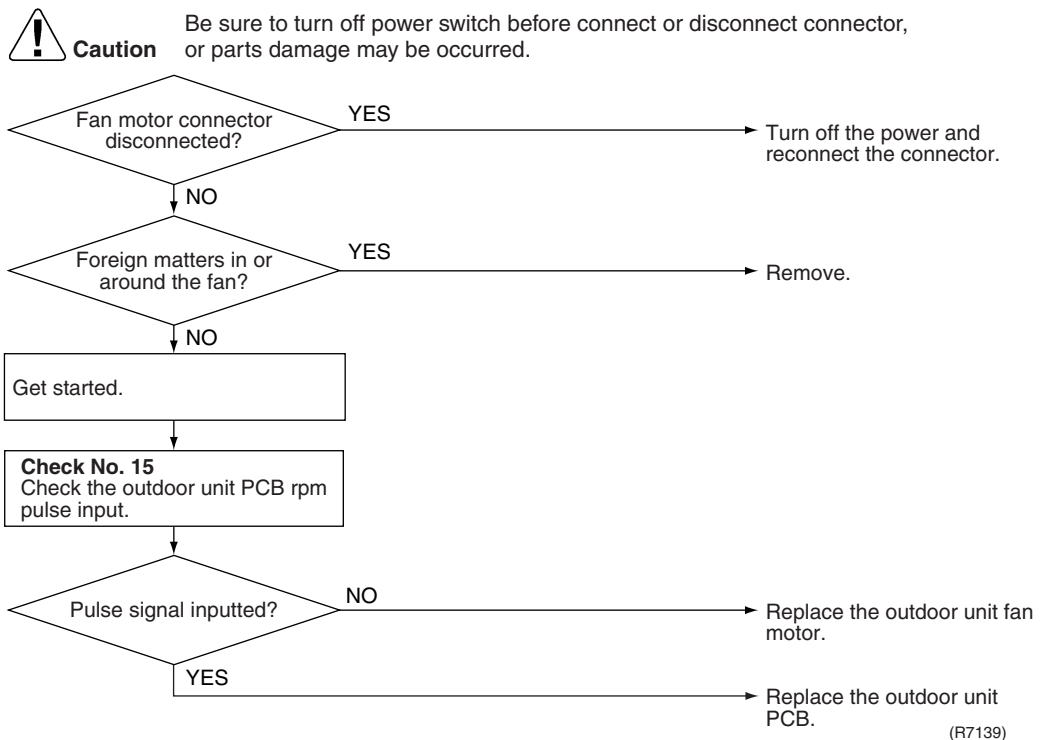 Be sure to turn off power switch before connect or disconnect connector,
Caution or parts damage may be occurred.
Fan motor connector
disconnected?
YES
Turn off the power and
reconnect the connector.
NO
Foreign matters in or
around the fan?
YES
Remove.
NO
Get started.
Check No. 15
Check the outdoor unit PCB rpm
pulse input.
Pulse signal inputted?
NO
Replace the outdoor unit fan
motor.
YES
Replace the outdoor unit
PCB.
(R7139)